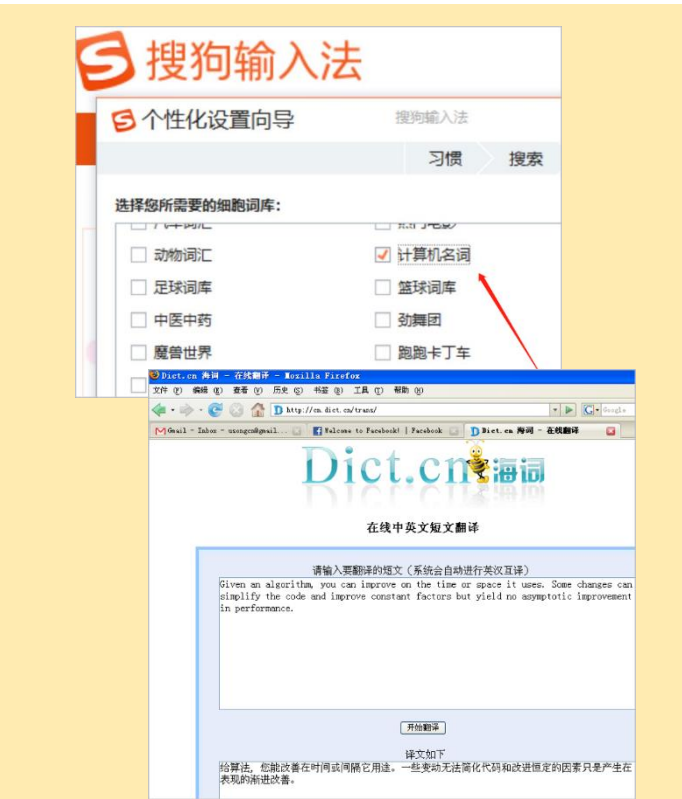 搜狗输入法
个性化设置向导 搜狗输入法
习惯 搜索
选择您所需要的细胞词库：
动物词汇 计算机名词
足球词库 篮球词库
中医中药 劲舞团
魔兽世界 跑跑卡丁车
Dict.cn 海词 - 在线翻译 - Mozilla Firefox
文件(F) 编辑(E) 查看(V) 历史(S) 书签(B) 工具(T) 帮助(H)
http://cn.dict.cn/trans/ Google
Gmail - Inbox - Welcome to Facebook! | Facebook Dict.cn 海词 - 在线翻译
Dict.cn 海词
在线中英文短文翻译
请输入要翻译的短文（系统会自动进行英汉互译）
Given an algorithm, you can improve on the time or space it uses. Some changes can
simplify the code and improve constant factors but yield no asymptotic improvement
in performance.
开始翻译
译文如下
给算法，您能改善在时间或间隔它用途。一些变动无法简化代码和改进恒定的因素只是产生在
表现的渐进改善。